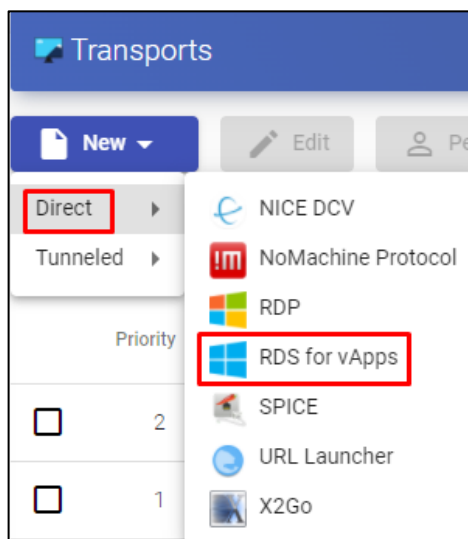 Transports
New
Edit
Pe
Direct
Tunneled
NICE DCV
NoMachine Protocol
RDP
RDS for vApps
SPICE
URL Launcher
X2Go
Priority
2
1